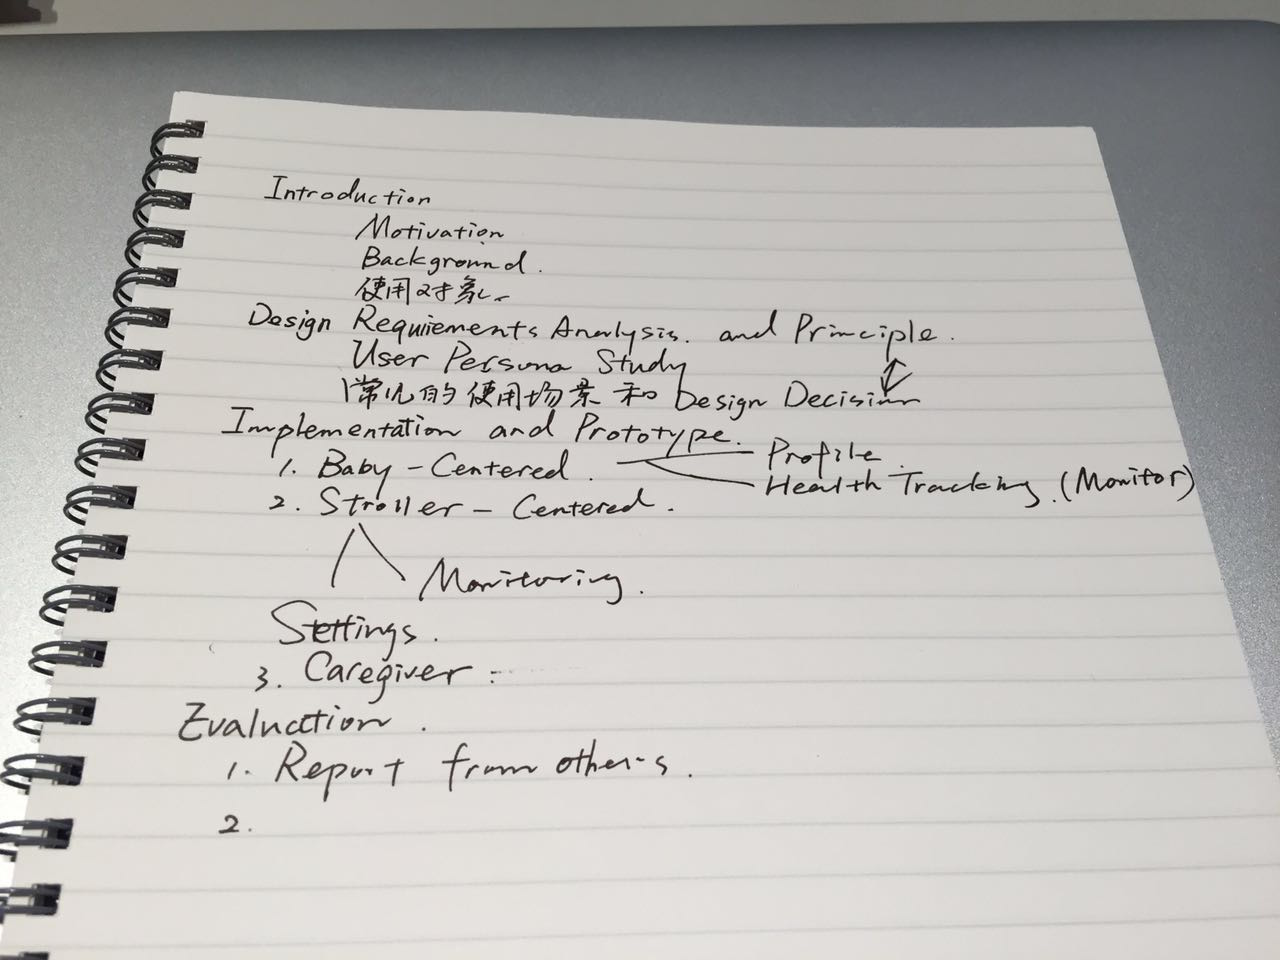 Introduction
Motivation
Background.
使用对象
Design Requiements Analysis. and Principle.
User Persona Study
常见的使用场景和 Design Decision
Implementation and Prototype.
1. Baby-Centered. Profile.
Health Tracking. (Monitor)
2. Stroller-Centered.
Monitoring.
Settings.
3. Caregiver:
Evaluation.
1. Report from others.
2.